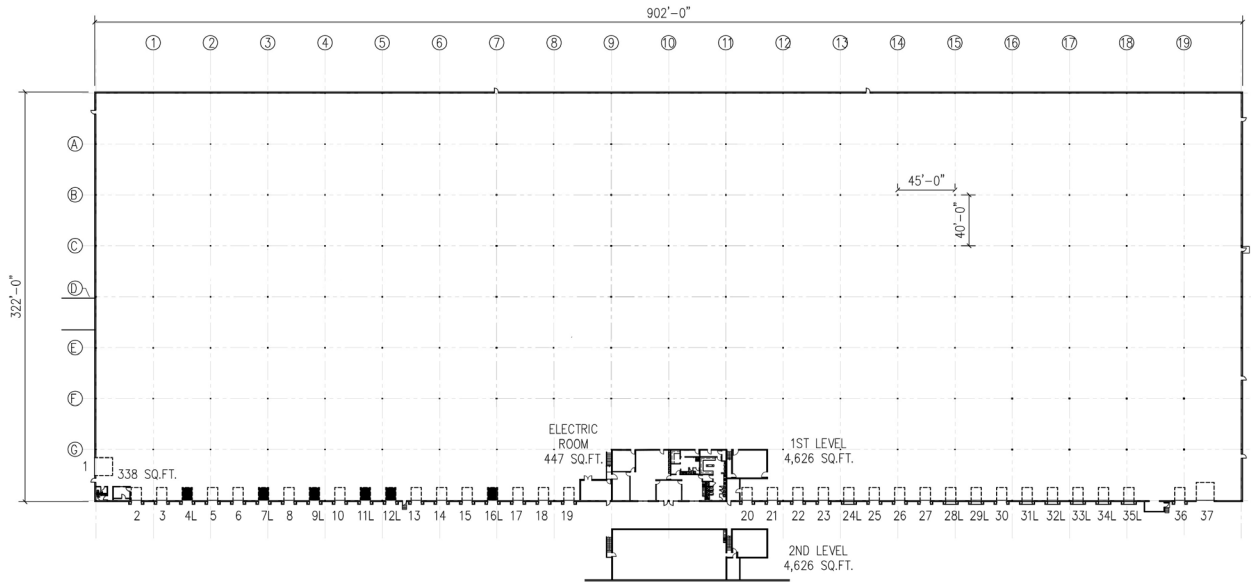 902'-0"
1 2 3 4 5 6 7 8 9 10 11 12 13 14 15 16 17 18 19
322'-0"
A
B
C
D
E
F
G
45'-0"
40'-0"
ELECTRIC
ROOM
447 SQ.FT.
1ST LEVEL
4,626 SQ.FT.
1
338 SQ.FT.
2 3 4L 5 6 7L 8 9L 10 11L 12L 13 14 15 16L 17 18 19 20 21 22 23 24L 25 26 27 28L 29L 30 31L 32L 33L 34L 35L 36 37
2ND LEVEL
4,626 SQ.FT.